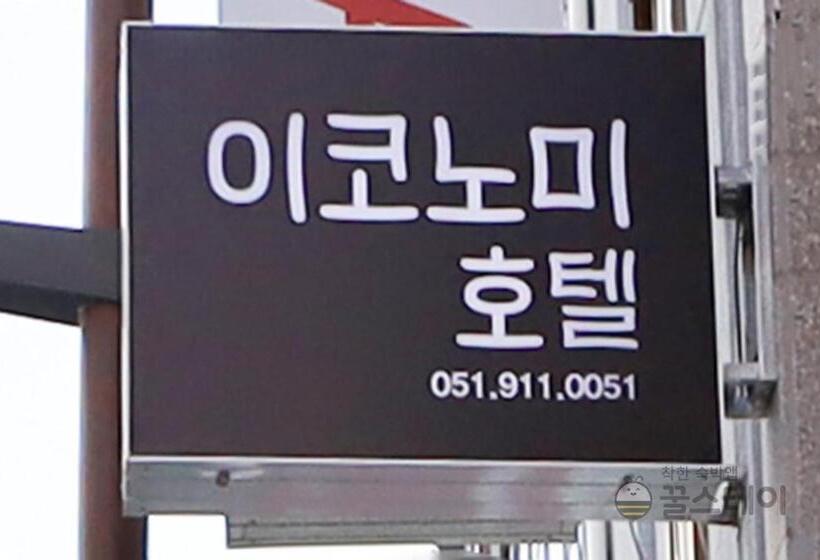 이코노미
호텔
051.911.0051
착한 숙박앱
꿀스테이